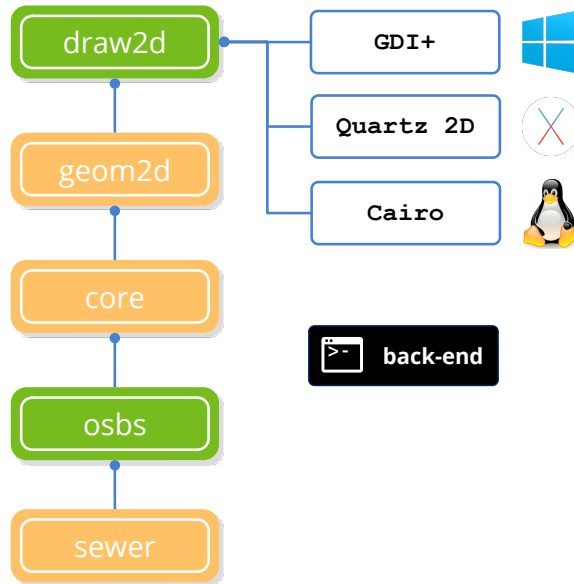 draw2d
GDI+
geom2d
Quartz 2D
Cairo
core
>- back-end
osbs
sewer